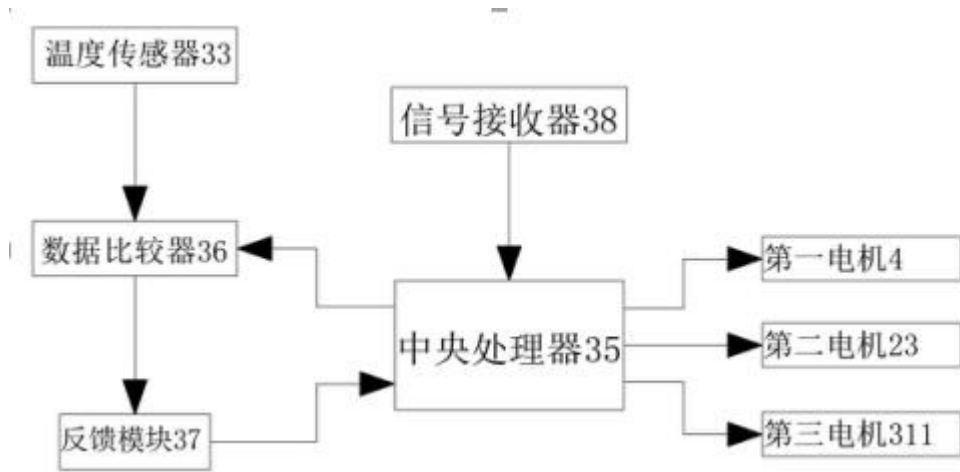 温度传感器33
信号接收器38
数据比较器36
第一电机4
中央处理器35
第二电机23
反馈模块37
第三电机311